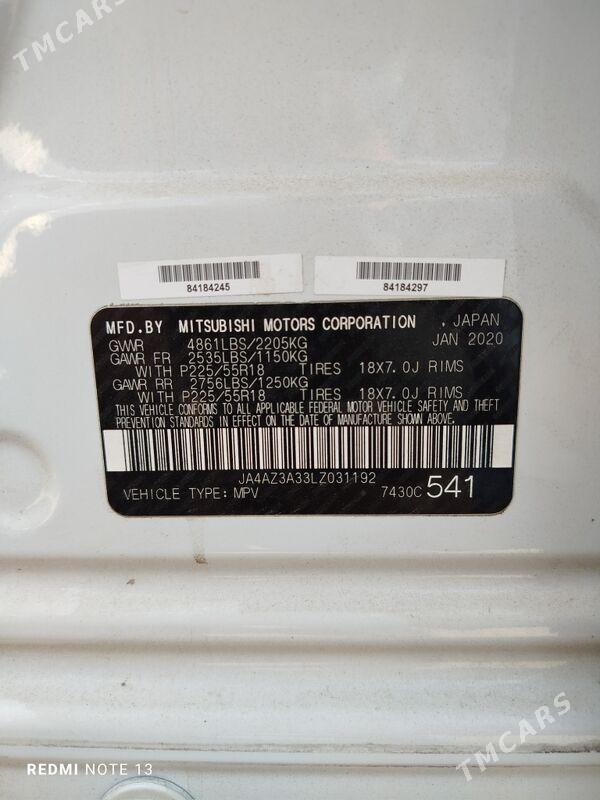 TMCARS
84184245
84184297
MFD.BY MITSUBISHI MOTORS CORPORATION , JAPAN
GVWR 4861LBS/2205KG JAN 2020
GAWR FR 2535LBS/1150KG
WITH P225/55R18 TIRES 18X7.0J RIMS
GAWR RR 2756LBS/1250KG
WITH P225/55R18 TIRES 18X7.0J RIMS
THIS VEHICLE CONFORMS TO ALL APPLICABLE FEDERAL MOTOR VEHICLE SAFETY AND THEFT
PREVENTION STANDARDS IN EFFECT ON THE DATE OF MANUFACTURE SHOWN ABOVE.
JA4AZ3A33LZ031192
VEHICLE TYPE: MPV 7430C 541
REDMI NOTE 13
TMCARS